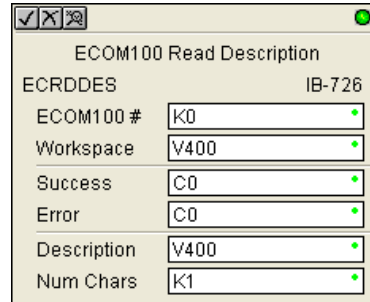 ECOM100 Read Description
ECRDDES IB-726
ECOM100 # K0
Workspace V400
Success C0
Error C0
Description V400
Num Chars K1